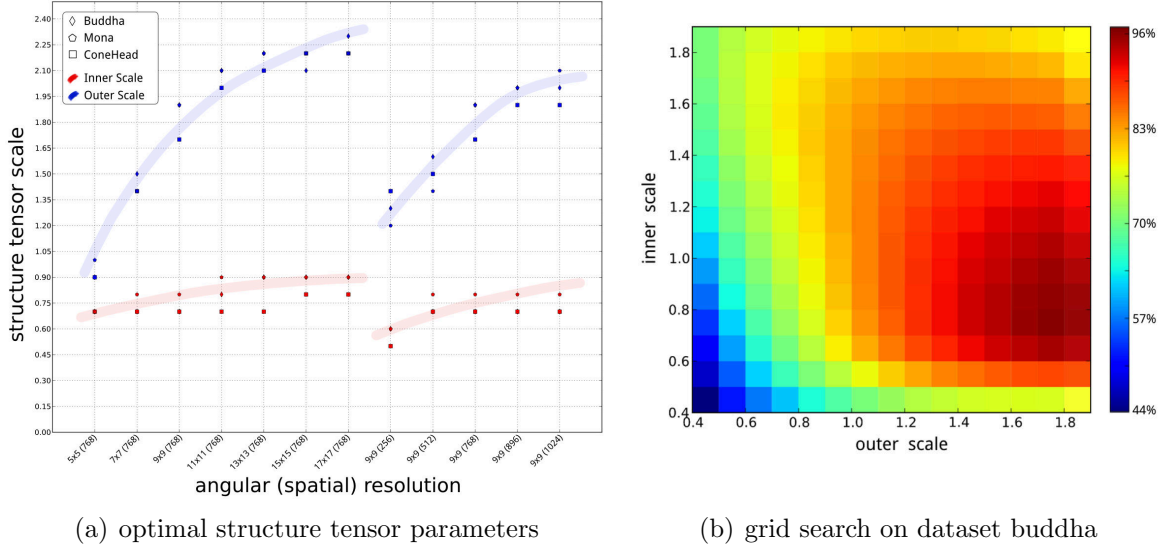 2.40
2.25
2.10
1.95
1.80
1.65
1.50
1.35
1.20
1.05
0.90
0.75
0.60
0.45
0.30
0.15
0.00
structure tensor scale
Buddha
Mona
ConeHead
Inner Scale
Outer Scale
5x5 (768)
7x7 (768)
9x9 (768)
11x11 (768)
13x13 (768)
15x15 (768)
17x17 (768)
9x9 (256)
9x9 (512)
9x9 (768)
9x9 (896)
9x9 (1024)
angular (spatial) resolution
(a) optimal structure tensor parameters
1.8
1.6
1.4
1.2
1.0
0.8
0.6
0.4
inner scale
0.4 0.6 0.8 1.0 1.2 1.4 1.6 1.8
outer scale
96%
83%
70%
57%
44%
(b) grid search on dataset buddha